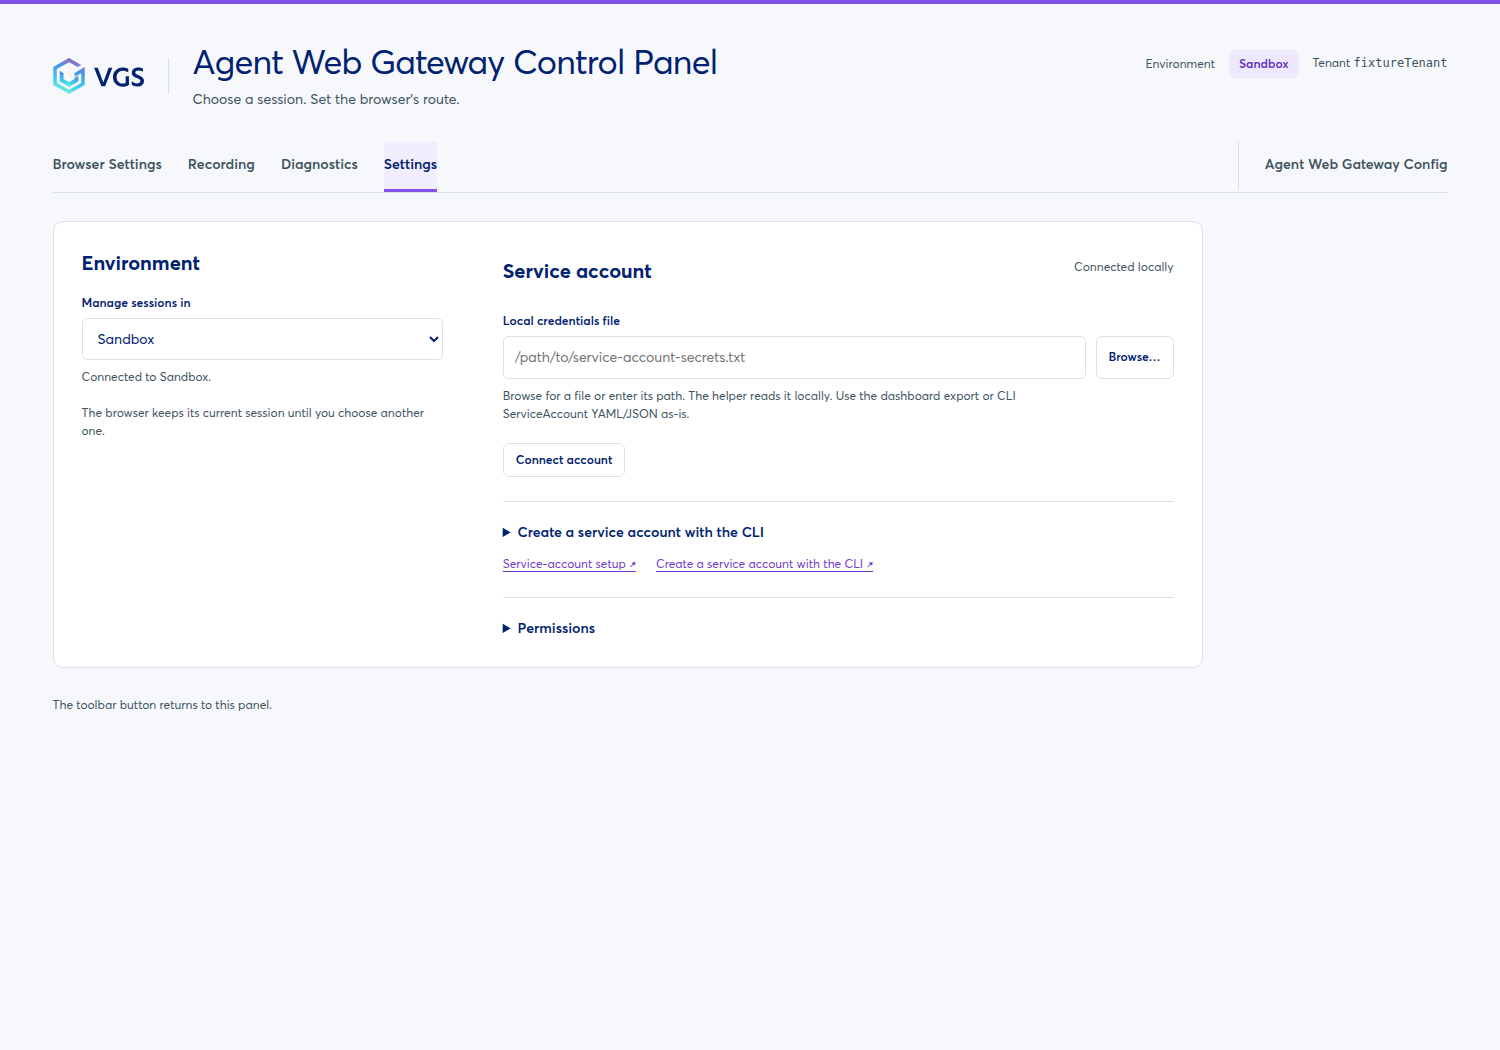 VGS
Agent Web Gateway Control Panel
Choose a session. Set the browser's route.
Environment Sandbox Tenant fixtureTenant
Browser Settings Recording Diagnostics Settings Agent Web Gateway Config
Environment
Manage sessions in
Sandbox
Connected to Sandbox.
The browser keeps its current session until you choose another
one.
Service account
Connected locally
Local credentials file
/path/to/service-account-secrets.txt
Browse...
Browse for a file or enter its path. The helper reads it locally. Use the dashboard export or CLI
ServiceAccount YAML/JSON as-is.
Connect account
Create a service account with the CLI
Service-account setup ↗ Create a service account with the CLI ↗
Permissions
The toolbar button returns to this panel.